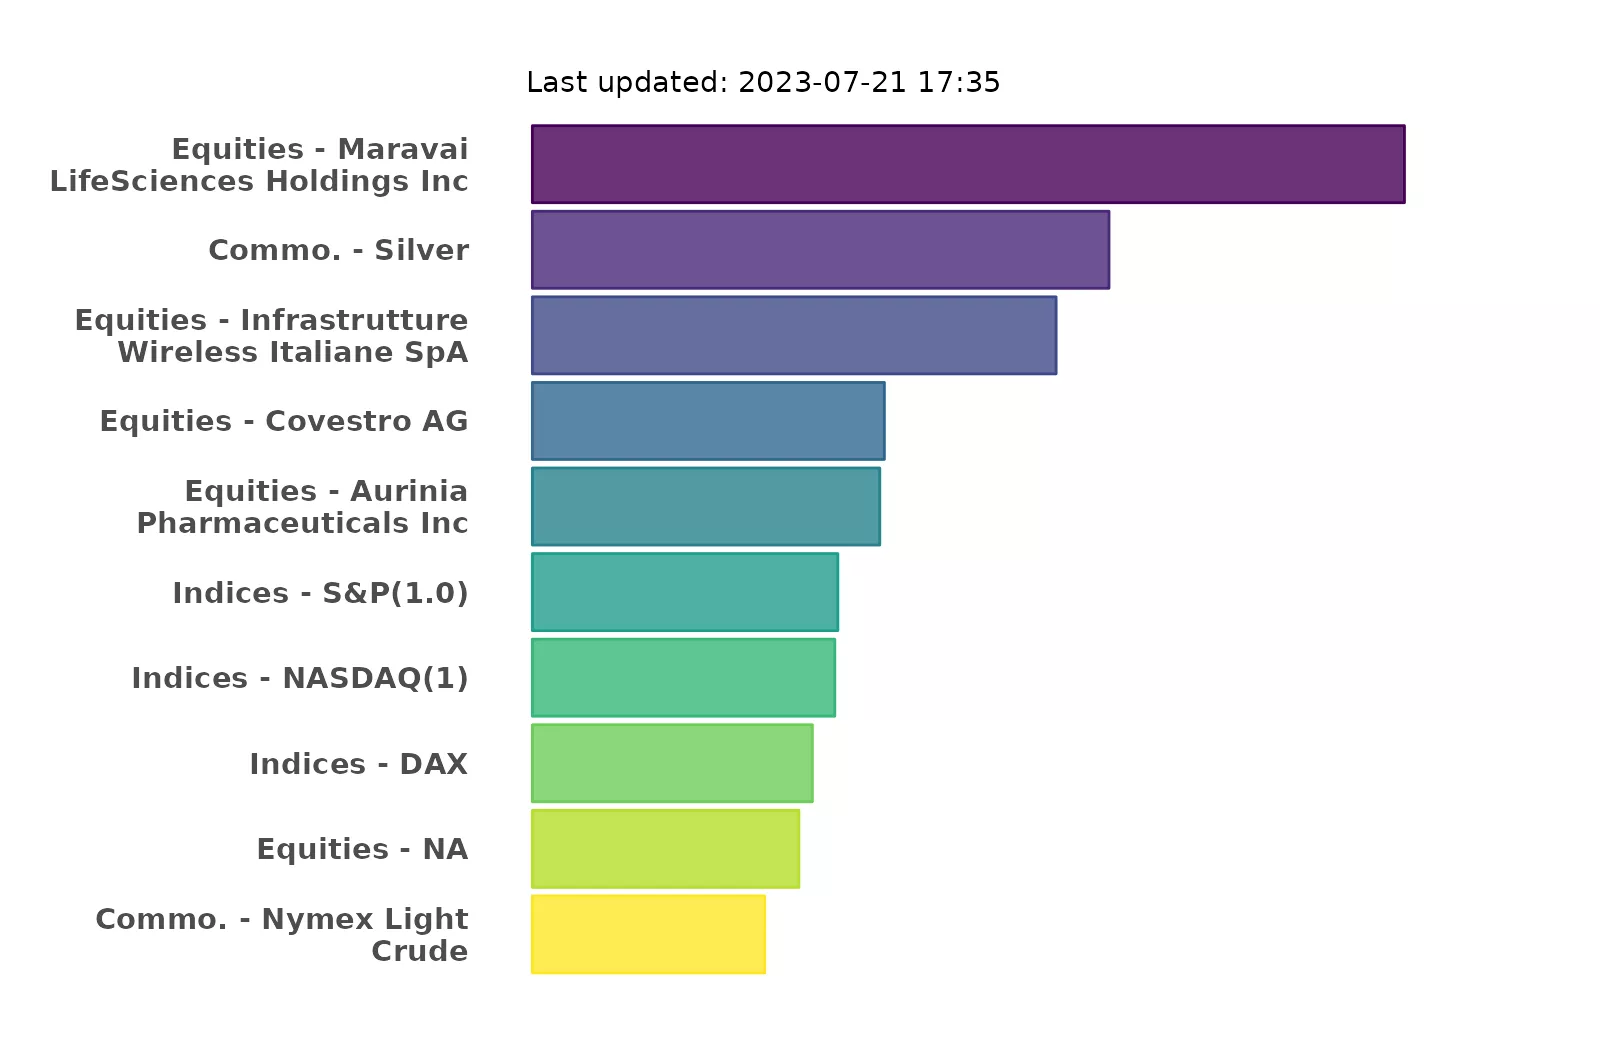 Last updated: 2023-07-21 17:35
Equities - Maravai
LifeSciences Holdings Inc
Commo. - Silver
Equities - Infrastrutture
Wireless Italiane SpA
Equities - Covestro AG
Equities - Aurinia
Pharmaceuticals Inc
Indices - S&P(1.0)
Indices - NASDAQ(1)
Indices - DAX
Equities - NA
Commo. - Nymex Light
Crude